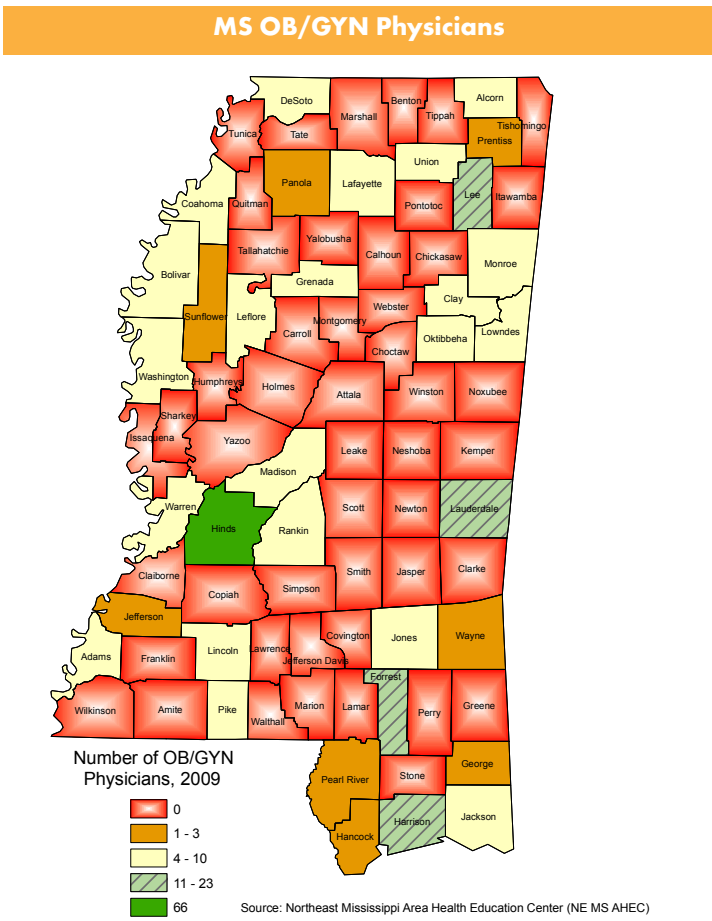 MS OB/GYN Physicians
DeSoto
Alcorn
Benton
Marshall
Tippah
Tishomingo
Tunica
Tate
Prentiss
Union
Panola
Lafayette
Lee
Itawamba
Coahoma
Quitman
Pontotoc
Yalobusha
Tallahatchie
Calhoun
Chickasaw
Monroe
Bolivar
Grenada
Clay
Sunflower
Leflore
Webster
Montgomery
Carroll
Lowndes
Oktibbeha
Choctaw
Washington
Humphreys
Holmes
Attala
Winston
Noxubee
Sharkey
Issaquena
Yazoo
Leake
Neshoba
Kemper
Madison
Warren
Scott
Newton
Lauderdale
Hinds
Rankin
Claiborne
Smith
Jasper
Clarke
Copiah
Simpson
Jefferson
Covington
Jones
Wayne
Adams
Franklin
Lincoln
Lawrence
Jefferson Davis
Forrest
Wilkinson
Amite
Pike
Walthall
Marion
Lamar
Perry
Greene
Number of OB/GYN
Physicians, 2009
Pearl River
Stone
George
0
1 - 3
Hancock
Harrison
Jackson
4 - 10
11 - 23
66
Source: Northeast Mississippi Area Health Education Center (NE MS AHEC)